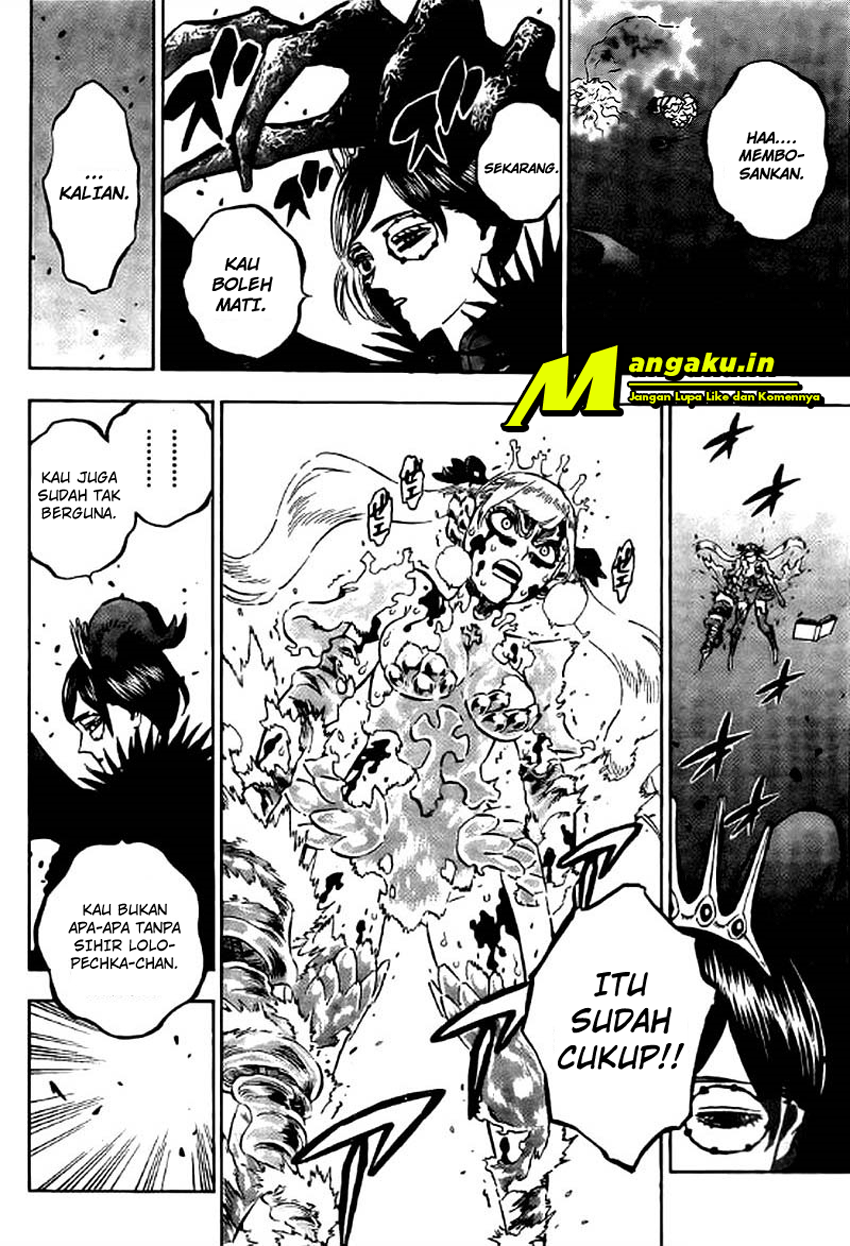 HAA....
MEMBO-
SANKAN.
SEKARANG.
KAU
BOLEH
MATI.
...
KALIAN.
Mangaku.in
Jangan Lupa Like dan Komennya
ITU
SUDAH
CUKUP!!
KAU JUGA
SUDAH TAK
BERGUNA.
KAU BUKAN
APA-APA TANPA
SIHIR LOLO-
PECHKA-CHAN.